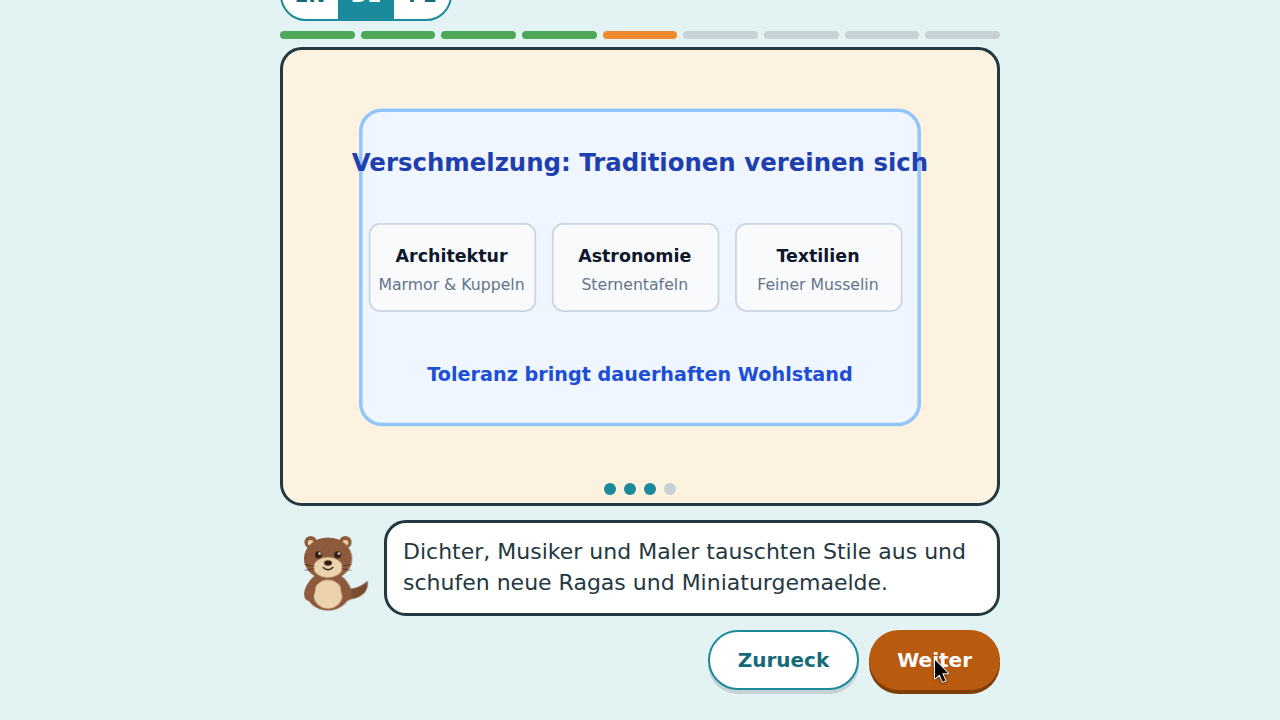 Verschmelzung: Traditionen vereinen sich
Architektur
Marmor & Kuppeln
Astronomie
Sternentafeln
Textilien
Feiner Musselin
Toleranz bringt dauerhaften Wohlstand
Dichter, Musiker und Maler tauschten Stile aus und
schufen neue Ragas und Miniaturgemaelde.
Zurueck
Weiter